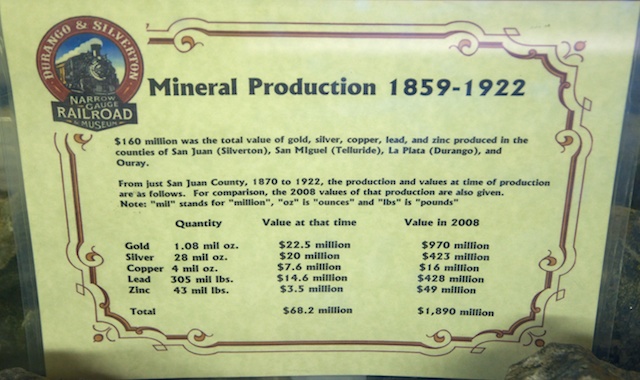 DURANGO & SILVERTON
NARROW
GAUGE
RAILROAD
& MUSEUM
Mineral Production 1859-1922
$160 million was the total value of gold, silver, copper, lead, and zinc produced in the
counties of San Juan (Silverton), San MIguel (Telluride), La Plata (Durango), and
Ouray.
From just San Juan County, 1870 to 1922, the production and values at time of production
are as follows. For comparison, the 2008 values of that production are also given.
Note: "mil" stands for "million", "oz" is "ounces" and "lbs" is "pounds"
Quantity Value at that time Value in 2008
Gold 1.08 mil oz. $22.5 million $970 million
Silver 28 mil oz. $20 million $423 million
Copper 4 mil oz. $7.6 million $16 million
Lead 305 mil lbs. $14.6 million $428 million
Zinc 43 mil lbs. $3.5 million $49 million
Total $68.2 million $1,890 million